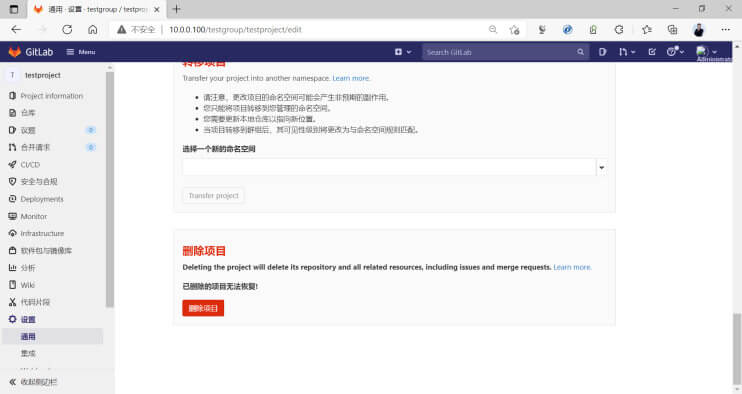 通用 · 设置 · testgroup / testproje
不安全
10.0.0.100/testgroup/testproject/edit
GitLab
Menu
Search GitLab
Administrator
T
testproject
Project information
仓库
议题
0
合并请求
0
CI/CD
安全与合规
Deployments
Monitor
Infrastructure
软件包与镜像库
分析
Wiki
代码片段
设置
通用
集成
收起侧边栏
转移项目
Transfer your project into another namespace. Learn more.
请注意,更改项目的命名空间可能会产生非预期的副作用。
您只能将项目转移到您管理的命名空间。
您需要更新本地仓库以指向新位置。
当项目转移到群组后,其可见性级别将更改为与命名空间规则匹配。
选择一个新的命名空间
Transfer project
删除项目
Deleting the project will delete its repository and all related resources, including issues and merge requests. Learn more.
已删除的项目无法恢复!
删除项目